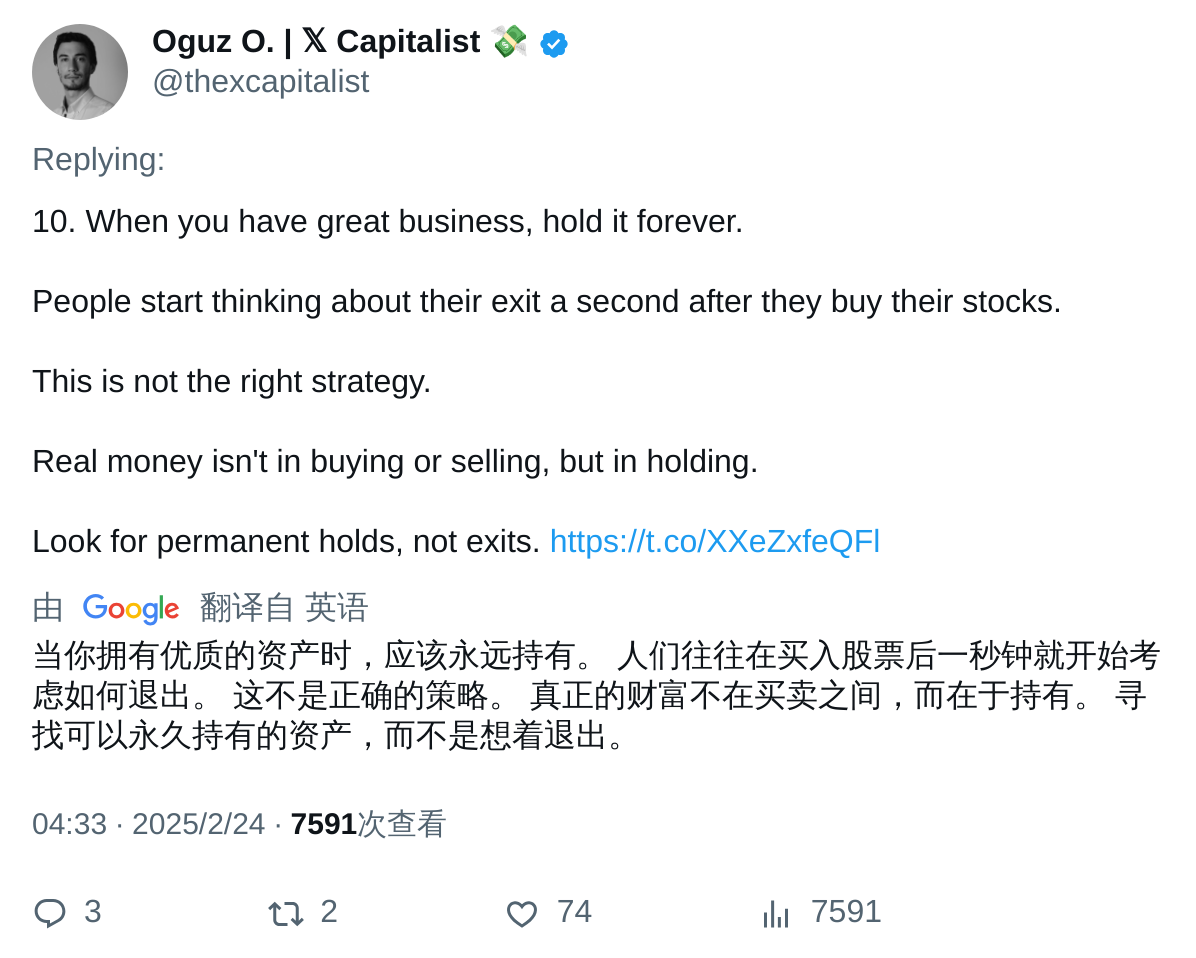 Oguz O. | 𝕏 Capitalist 💸
@thexcapitalist
Replying:
10. When you have great business, hold it forever.
People start thinking about their exit a second after they buy their stocks.
This is not the right strategy.
Real money isn't in buying or selling, but in holding.
Look for permanent holds, not exits. https://t.co/XXeZxfeQFl
由 Google 翻译自 英语
当你拥有优质的资产时，应该永远持有。 人们往往在买入股票后一秒钟就开始考
虑如何退出。 这不是正确的策略。 真正的财富不在买卖之间，而在于持有。 寻
找可以永久持有的资产，而不是想着退出。
04:33 · 2025/2/24 · 7591次查看
3 2 74 7591